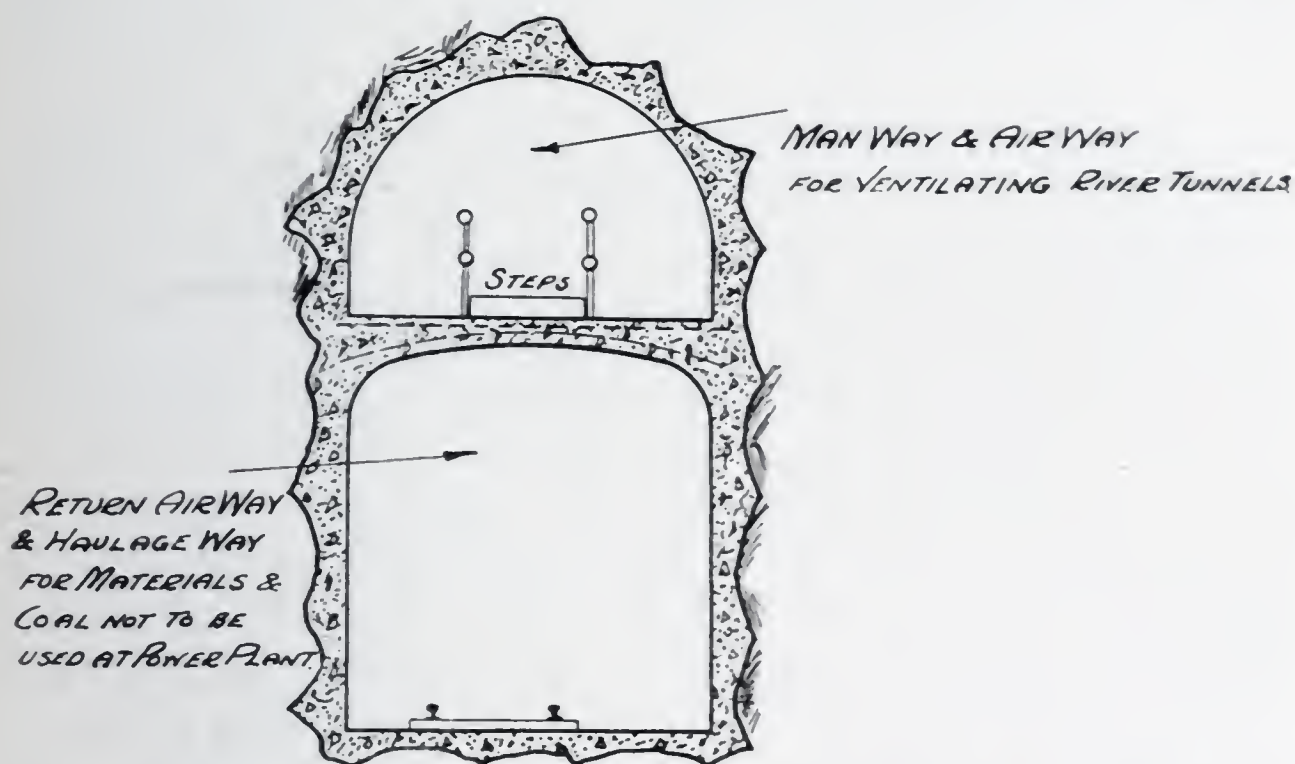 MAN WAY & AIR WAY
FOR VENTILATING RIVER TUNNELS
STEPS
RETURN AIR WAY
& HAULAGE WAY
FOR MATERIALS &
COAL NOT TO BE
USED AT POWER PLANT